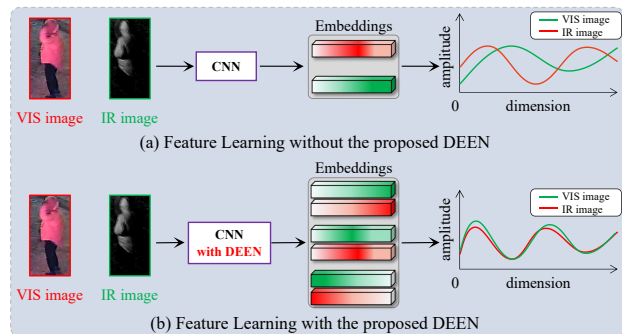 Embeddings
VIS image
IR image
CNN
amplitude
0
dimension
VIS image
IR image
(a) Feature Learning without the proposed DEEN
Embeddings
VIS image
IR image
CNN
with DEEN
amplitude
0
dimension
VIS image
IR image
(b) Feature Learning with the proposed DEEN